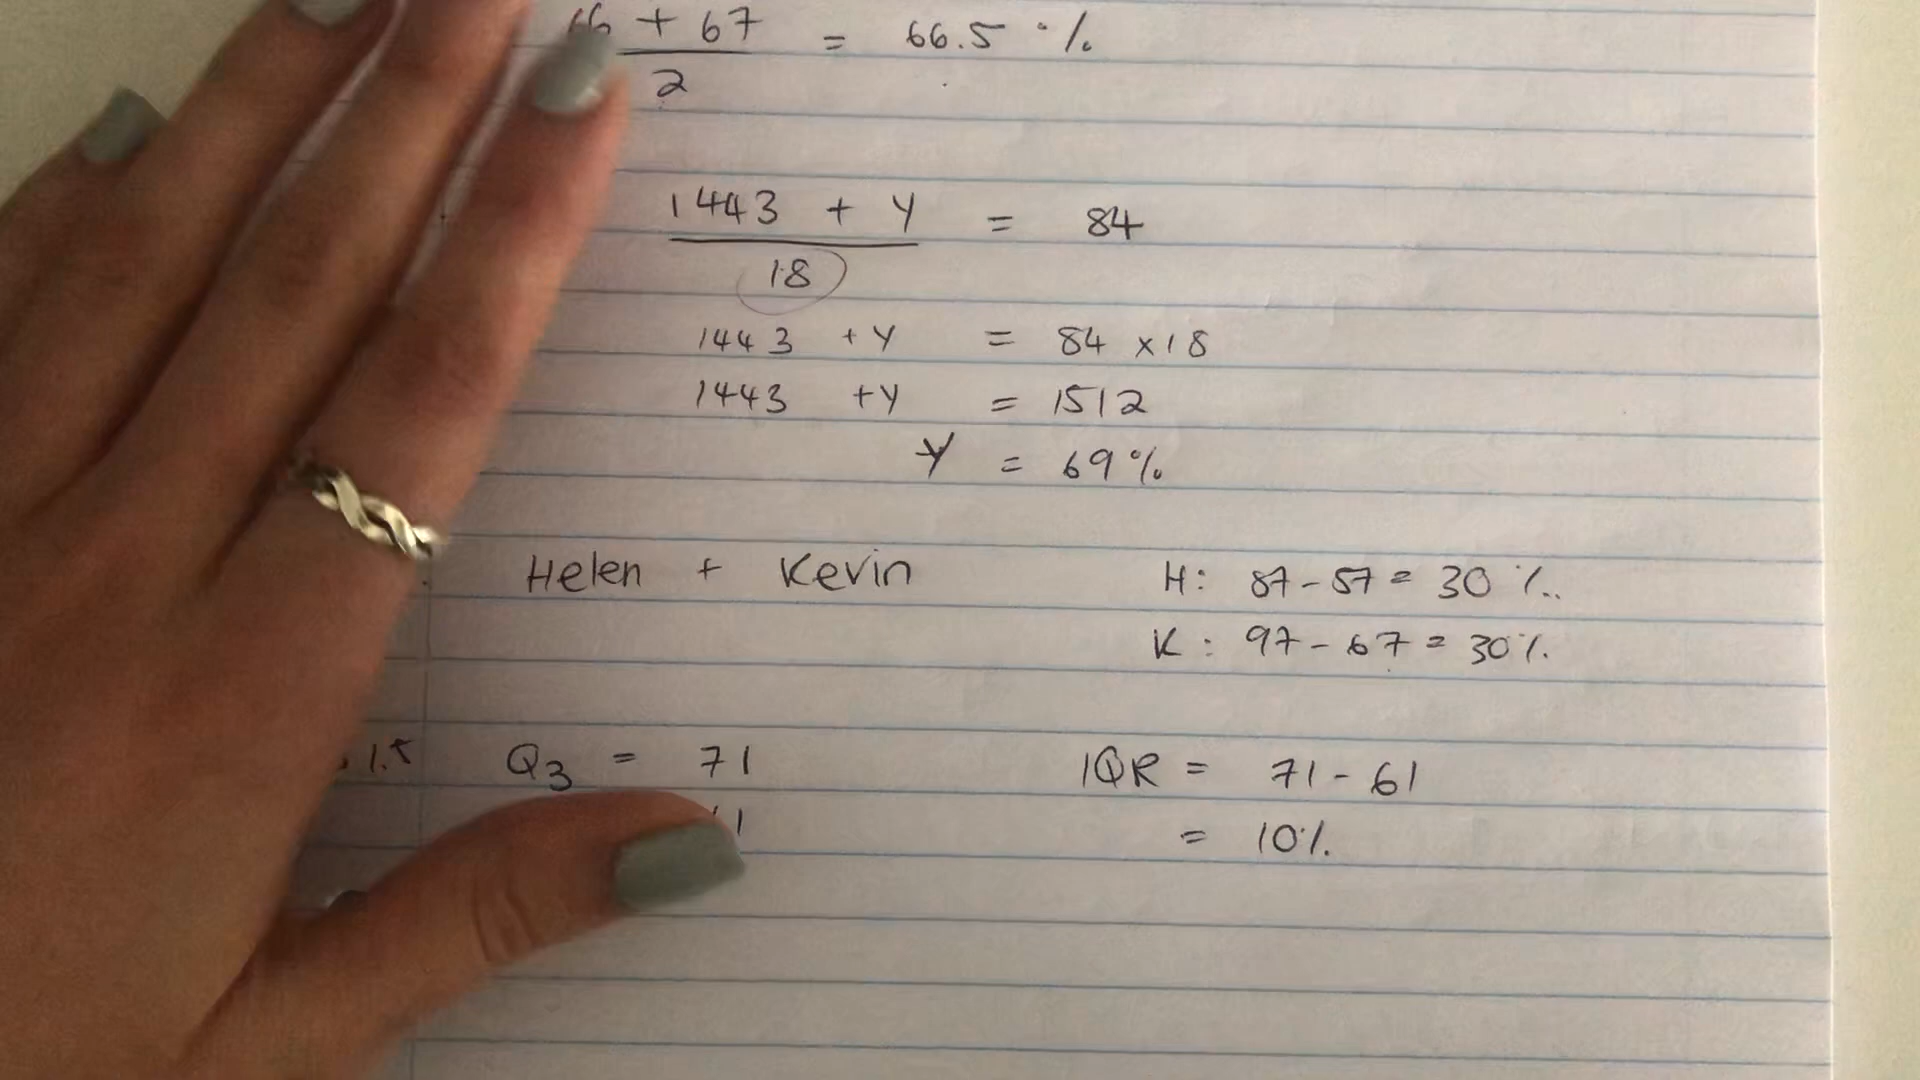 + 67 = 66.5 %
2
1443 + y = 84
18
1443 + y = 84 x 18
1443 + y = 1512
y = 69%
Helen + Kevin H: 87 - 57 = 30 %.
K: 97 - 67 = 30%.
Q3 = 71 IQR = 71 - 61
= 10%.